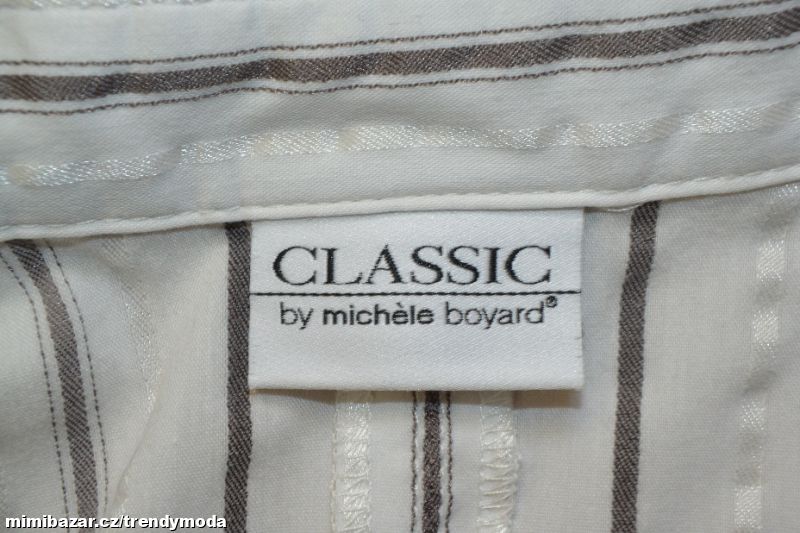 CLASSIC
by michèle boyard®
mimibazar.cz/trendymoda